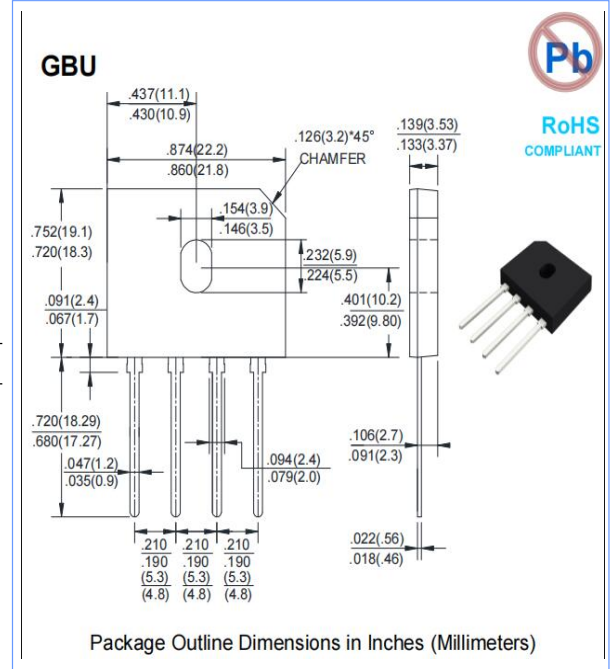 GBU
Pb
RoHS
COMPLIANT
.437(11.1)
.430(10.9)
.874(22.2)
.860(21.8)
.126(3.2)*45°
CHAMFER
.139(3.53)
.133(3.37)
.154(3.9)
.146(3.5)
.752(19.1)
.720(18.3)
.232(5.9)
.224(5.5)
.091(2.4)
.067(1.7)
.401(10.2)
.392(9.80)
.720(18.29)
.680(17.27)
.106(2.7)
.091(2.3)
.047(1.2)
.035(0.9)
.094(2.4)
.079(2.0)
.210 .210 .210
.190 .190 .190
(5.3) (5.3) (5.3)
(4.8) (4.8) (4.8)
.022(.56)
.018(.46)
Package Outline Dimensions in Inches (Millimeters)